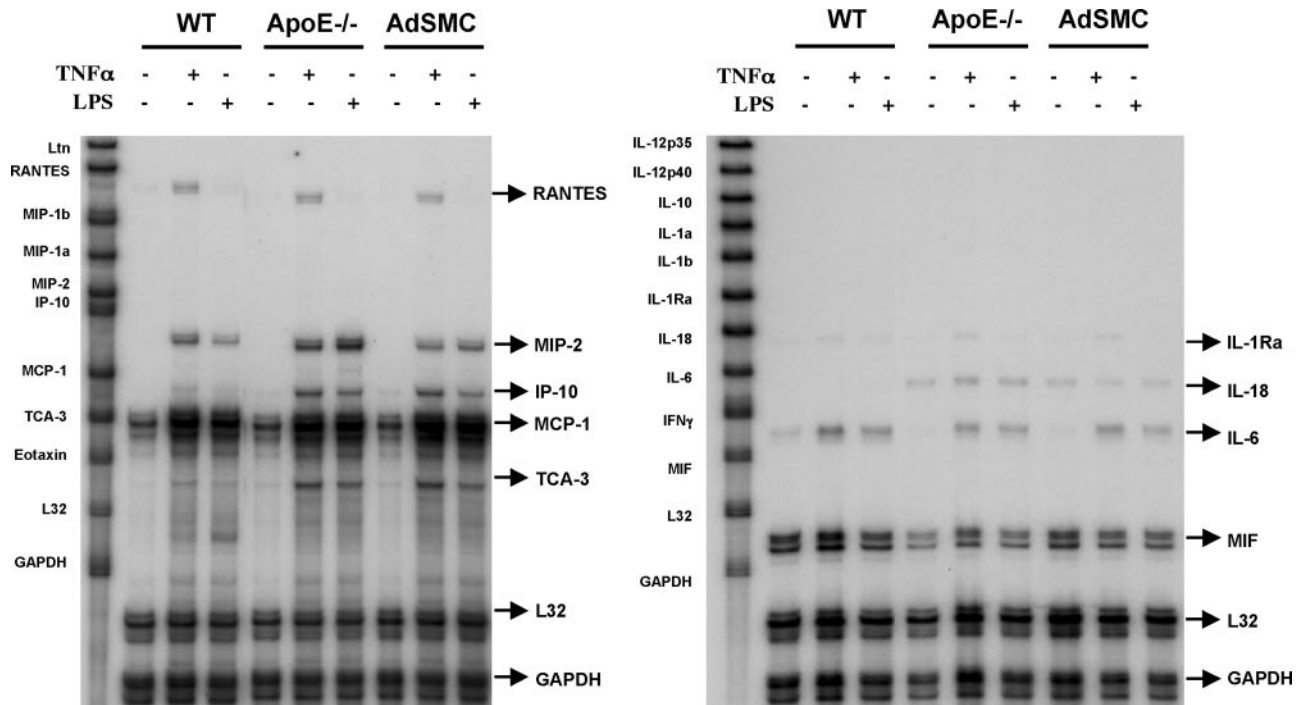 WT ApoE-/- AdSMC
TNFα - + - - + - - + -
LPS - - + - - + - - +
Ltn
RANTES
MIP-1b
MIP-1a
MIP-2
IP-10
MCP-1
TCA-3
Eotaxin
L32
GAPDH
RANTES
MIP-2
IP-10
MCP-1
TCA-3
L32
GAPDH
WT ApoE-/- AdSMC
TNFα - + - - + - - + -
LPS - - + - - + - - +
IL-12p35
IL-12p40
IL-10
IL-1a
IL-1b
IL-1Ra
IL-18
IL-6
IFNγ
MIF
L32
GAPDH
IL-1Ra
IL-18
IL-6
MIF
L32
GAPDH